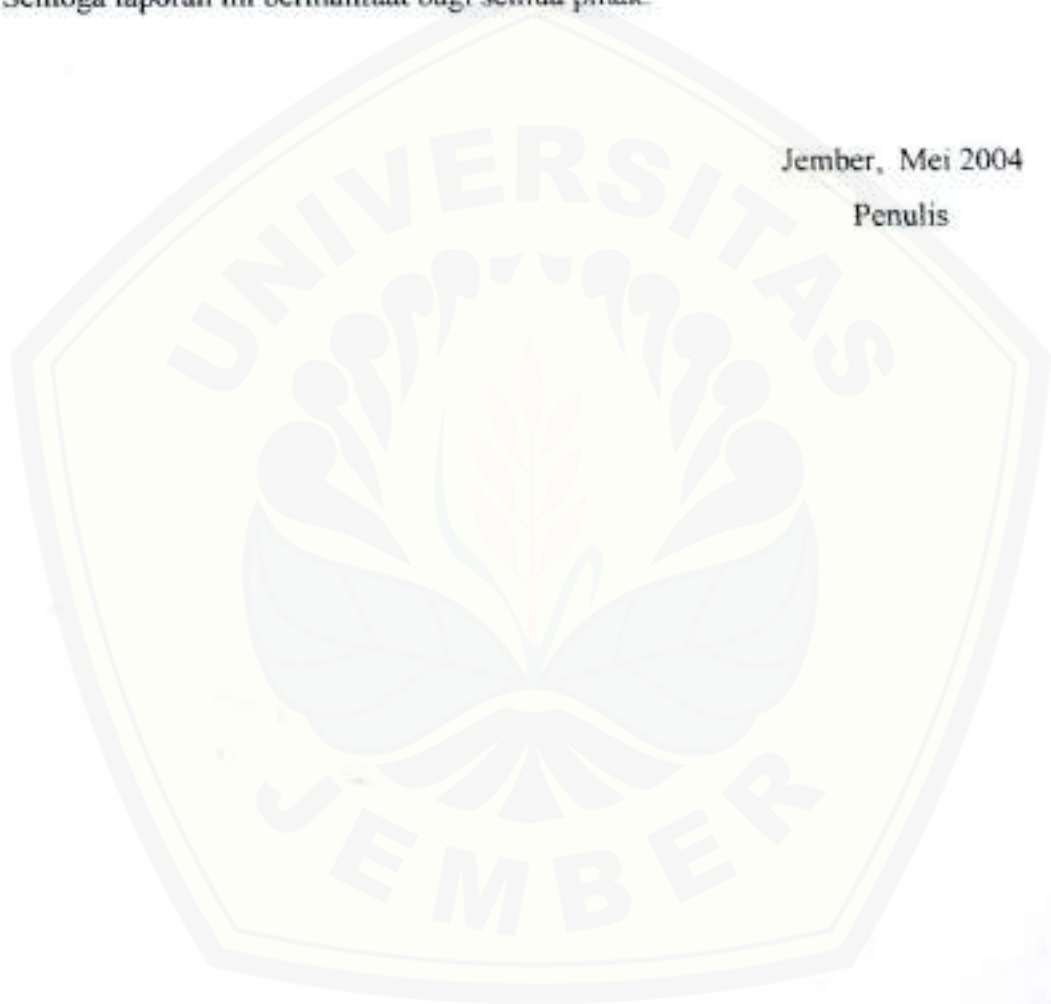 Semoga laporan ini bermanfaat bagi semua pihak.
Jember, Mei 2004
Penulis
UNIVERSITAS
JEMBER